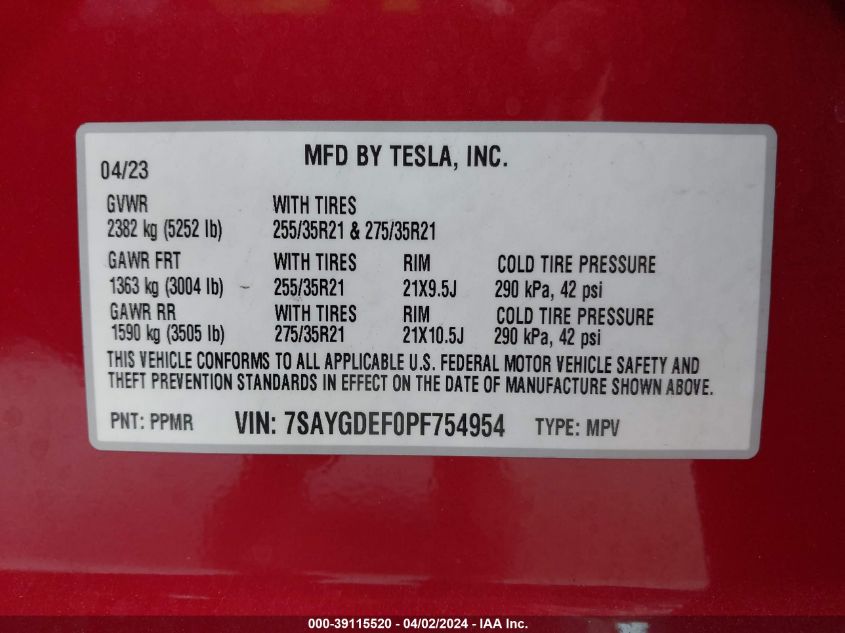 MFD BY TESLA, INC.
04/23
GVWR WITH TIRES
2382 kg (5252 lb) 255/35R21 & 275/35R21
GAWR FRT WITH TIRES RIM COLD TIRE PRESSURE
1363 kg (3004 lb) 255/35R21 21X9.5J 290 kPa, 42 psi
GAWR RR WITH TIRES RIM COLD TIRE PRESSURE
1590 kg (3505 lb) 275/35R21 21X10.5J 290 kPa, 42 psi
THIS VEHICLE CONFORMS TO ALL APPLICABLE U.S. FEDERAL MOTOR VEHICLE SAFETY AND
THEFT PREVENTION STANDARDS IN EFFECT ON THE DATE OF MANUFACTURE SHOWN ABOVE.
PNT: PPMR VIN: 7SAYGDEF0PF754954 TYPE: MPV
000-39115520 - 04/02/2024 - IAA Inc.